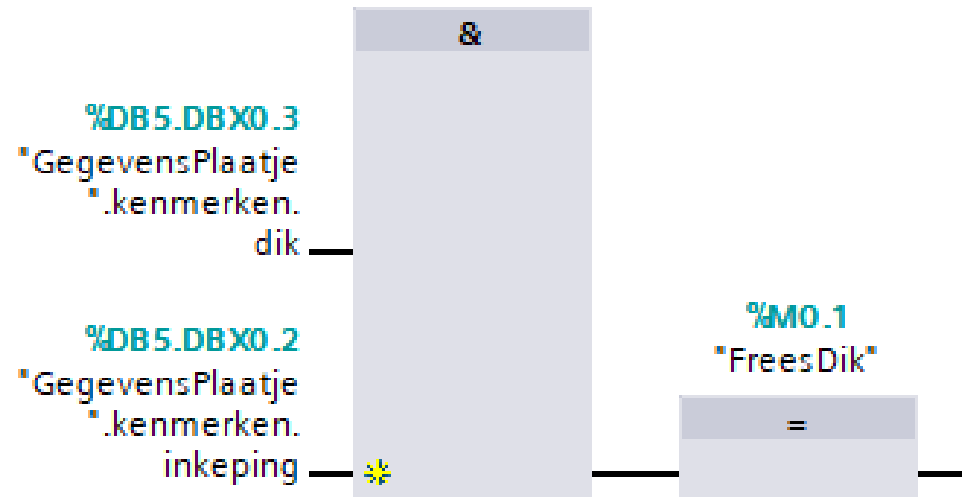 &
%DB5.DBX0.3
"GegevensPlaatje
".kenmerken.
dik
%DB5.DBX0.2
"GegevensPlaatje
".kenmerken.
inkeping
%M0.1
"FreesDik"
=